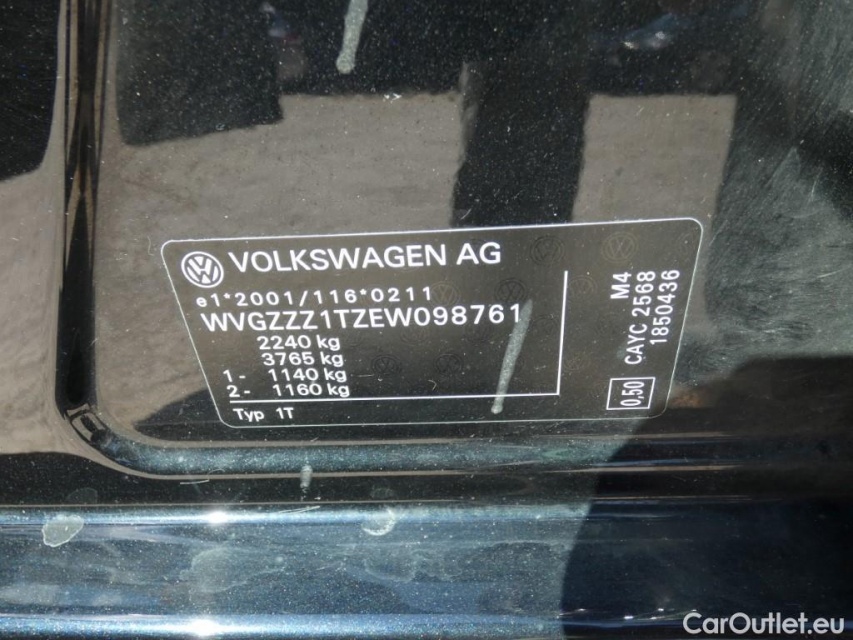 VOLKSWAGEN AG
e1*2001/116*0211
WVGZZZ1TZEW098761
2240 kg
3765 kg
1- 1140 kg
2- 1160 kg
Typ 1T
M4
CAYC 2568
1850436
0,50
CarOutlet.eu